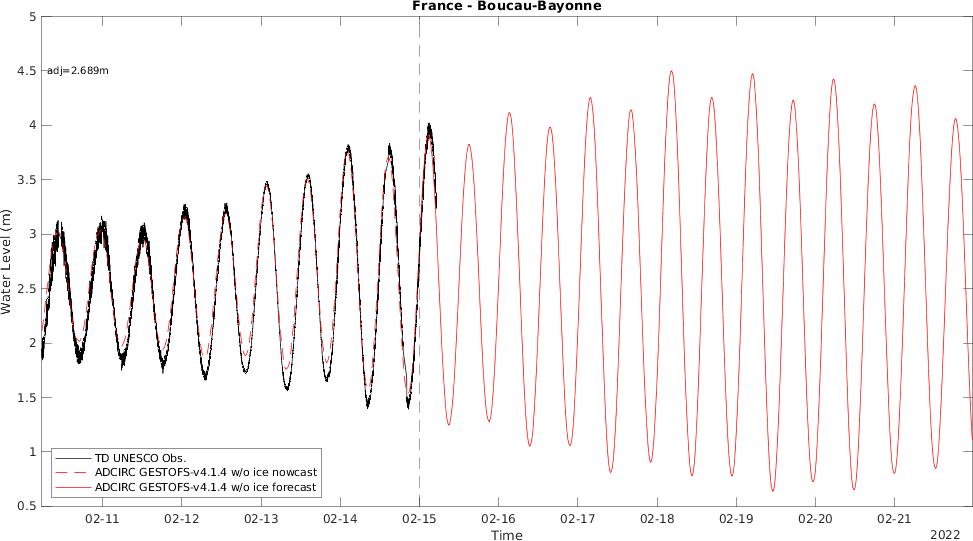 France - Boucau-Bayonne
adj=2.689m
Water Level (m)
5
4.5
4
3.5
3
2.5
2
1.5
1
0.5
TD UNESCO Obs.
ADCIRC GESTOFS-v4.1.4 w/o ice nowcast
ADCIRC GESTOFS-v4.1.4 w/o ice forecast
02-11 02-12 02-13 02-14 02-15 02-16 02-17 02-18 02-19 02-20 02-21
Time
2022